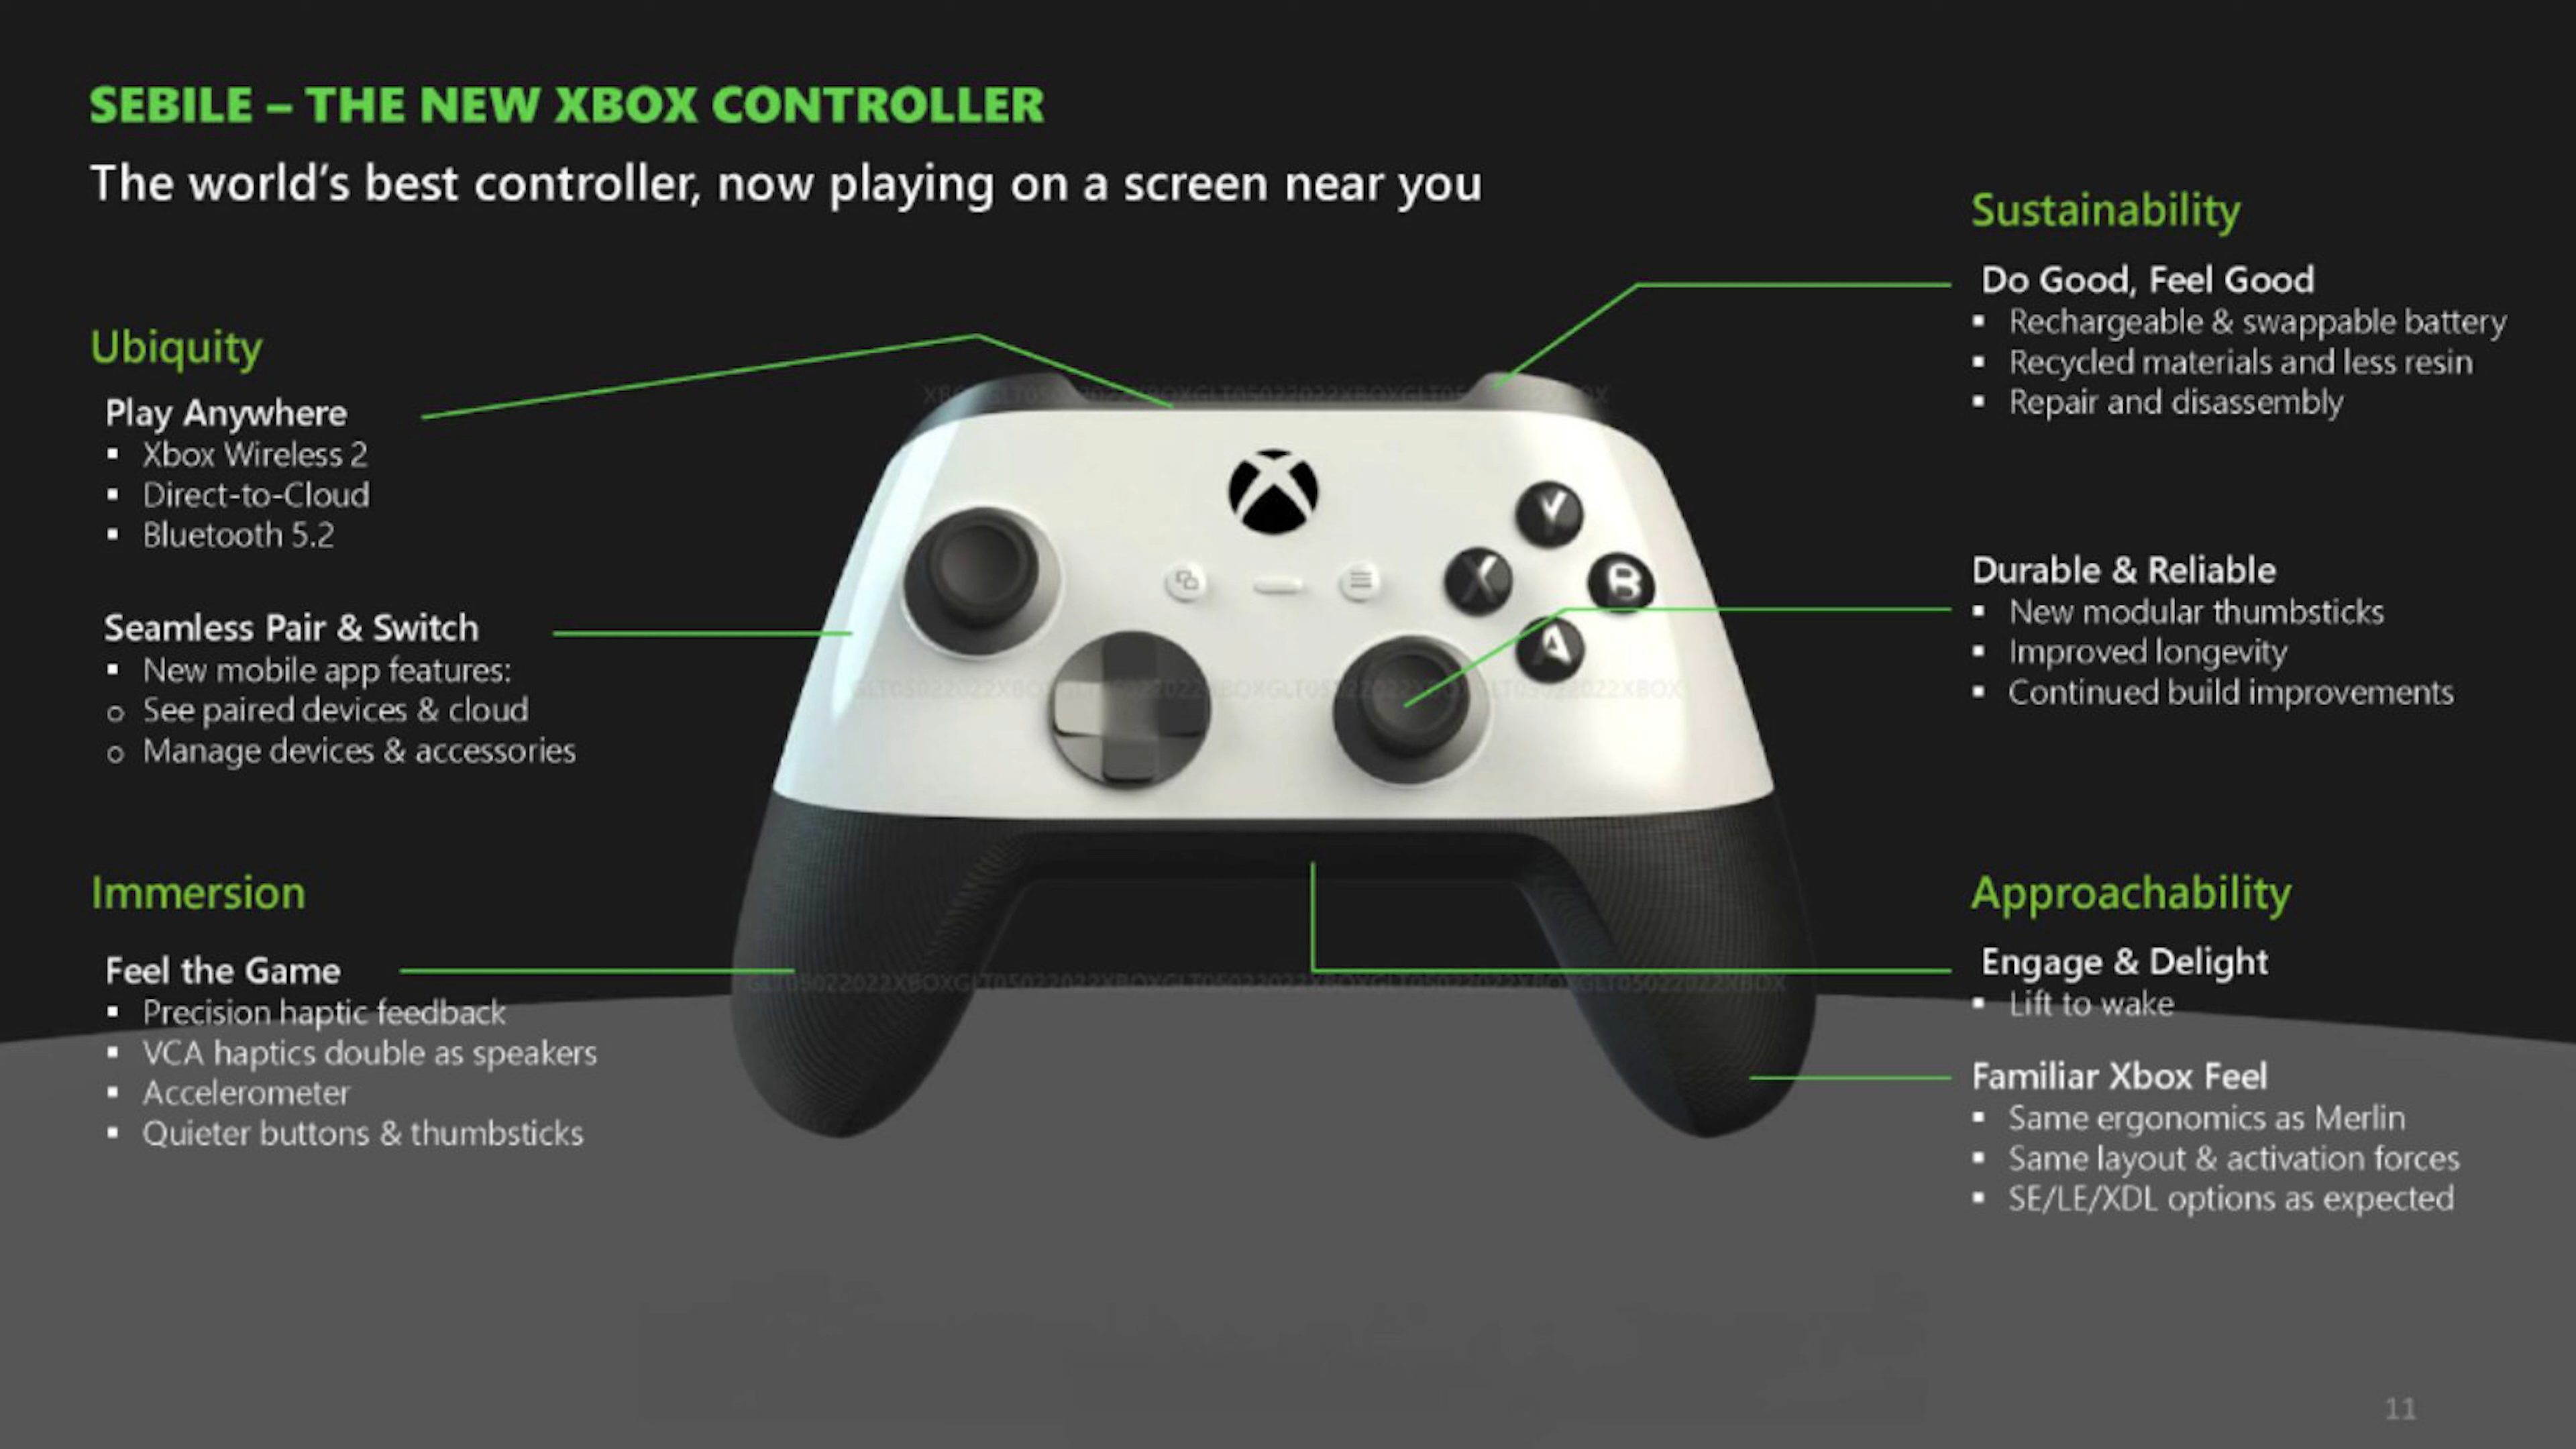 SEBILE – THE NEW XBOX CONTROLLER
The world's best controller, now playing on a screen near you
Ubiquity
Play Anywhere
▪ Xbox Wireless 2
▪ Direct-to-Cloud
▪ Bluetooth 5.2
Seamless Pair & Switch
▪ New mobile app features:
o See paired devices & cloud
o Manage devices & accessories
Immersion
Feel the Game
▪ Precision haptic feedback
▪ VCA haptics double as speakers
▪ Accelerometer
▪ Quieter buttons & thumbsticks
Y
X
B
A
Sustainability
Do Good, Feel Good
▪ Rechargeable & swappable battery
▪ Recycled materials and less resin
▪ Repair and disassembly
Durable & Reliable
▪ New modular thumbsticks
▪ Improved longevity
▪ Continued build improvements
Approachability
Engage & Delight
▪ Lift to wake
Familiar Xbox Feel
▪ Same ergonomics as Merlin
▪ Same layout & activation forces
▪ SE/LE/XDL options as expected
GLT05022022XBOXGLT05022022XBOXGLT05022022XBOXGLT05022022XBOXGLT05022022XBOX
11